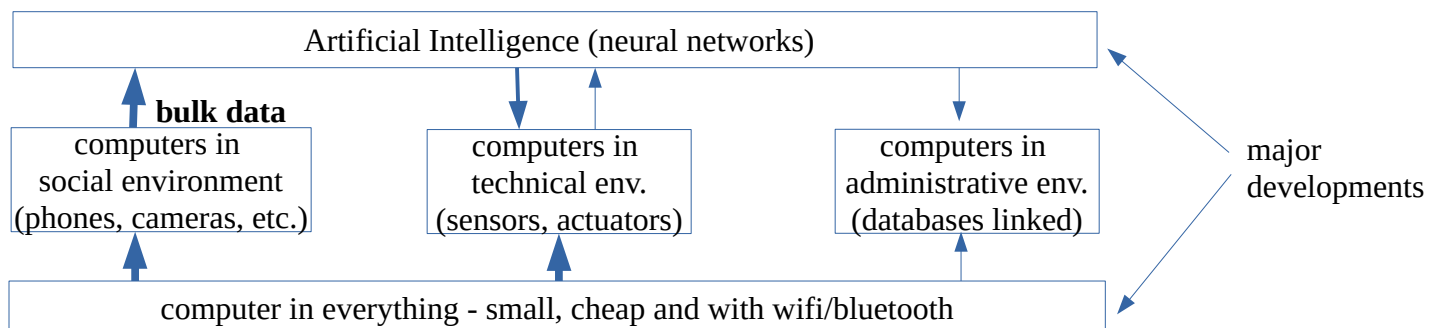 Artificial Intelligence (neural networks)
bulk data
computers in
social environment
(phones, cameras, etc.)
computers in
technical env.
(sensors, actuators)
computers in
administrative env.
(databases linked)
major
developments
computer in everything - small, cheap and with wifi/bluetooth